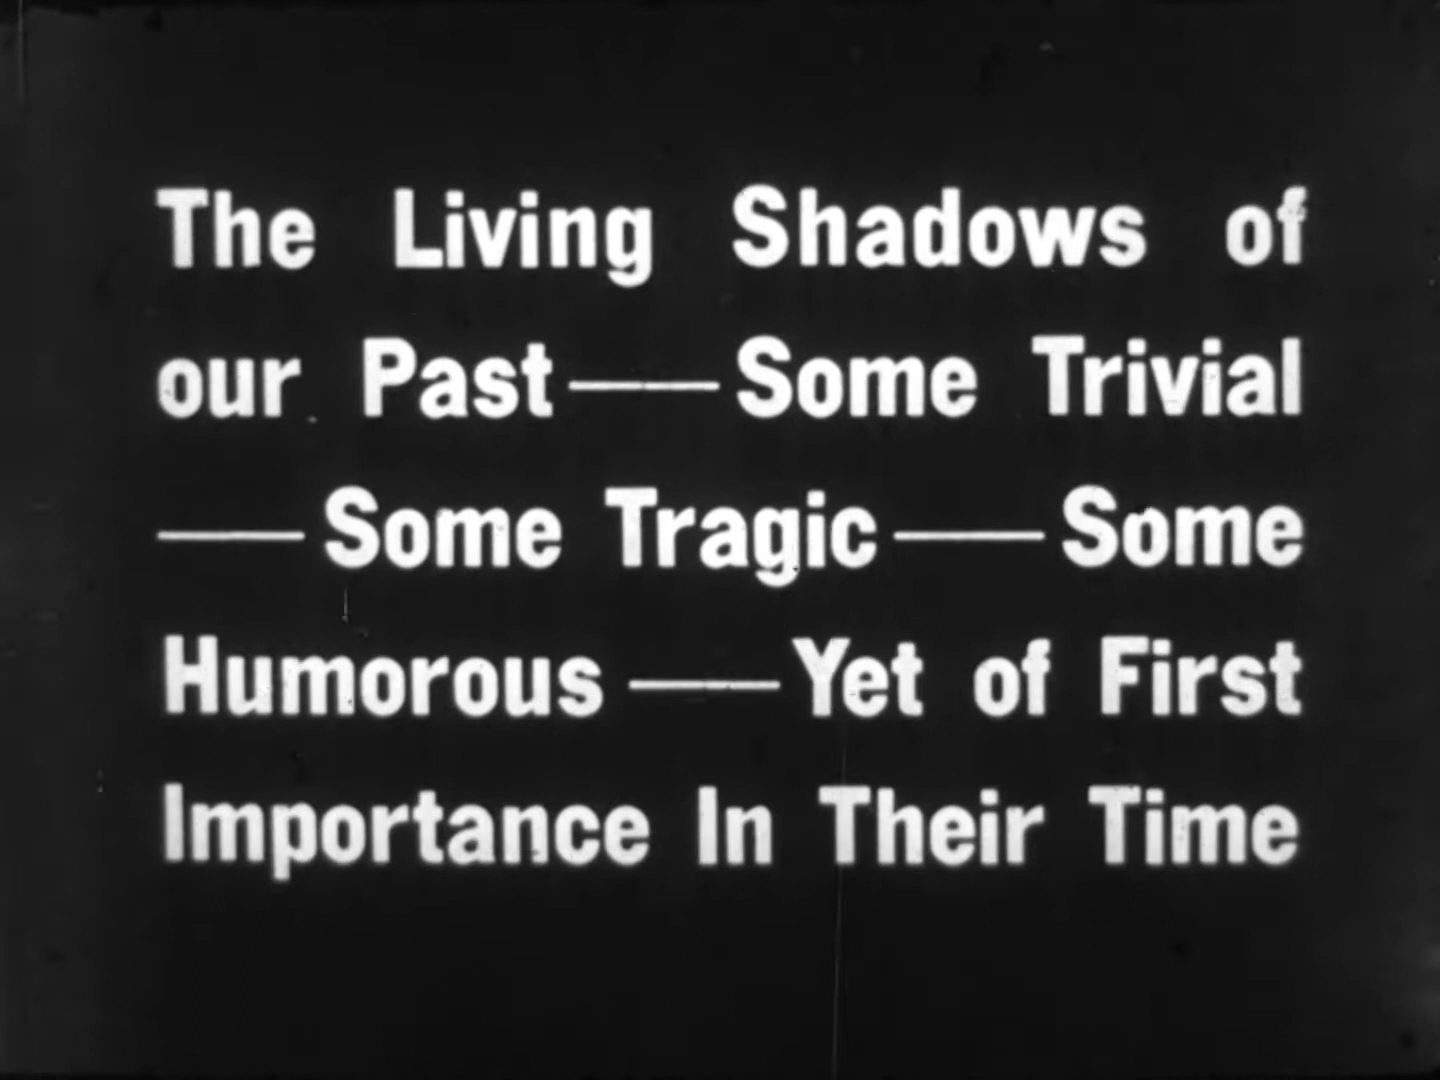 The Living Shadows of
our Past — Some Trivial
— Some Tragic — Some
Humorous — Yet of First
Importance In Their Time